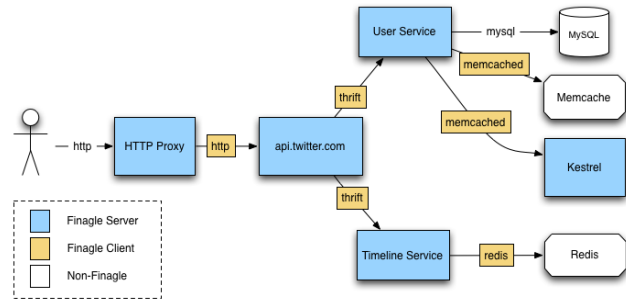 User Service
mysql
MySQL
memcached
Memcache
thrift
memcached
http
HTTP Proxy
http
api.twitter.com
Kestrel
thrift
Finagle Server
Finagle Client
Non-Finagle
Timeline Service
redis
Redis